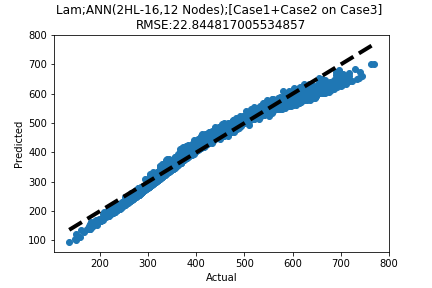 Lam;ANN(2HL-16,12 Nodes);[Case1+Case2 on Case3]
RMSE:22.844817005534857
800
700
600
500
400
300
200
100
Predicted
200 300 400 500 600 700 800
Actual